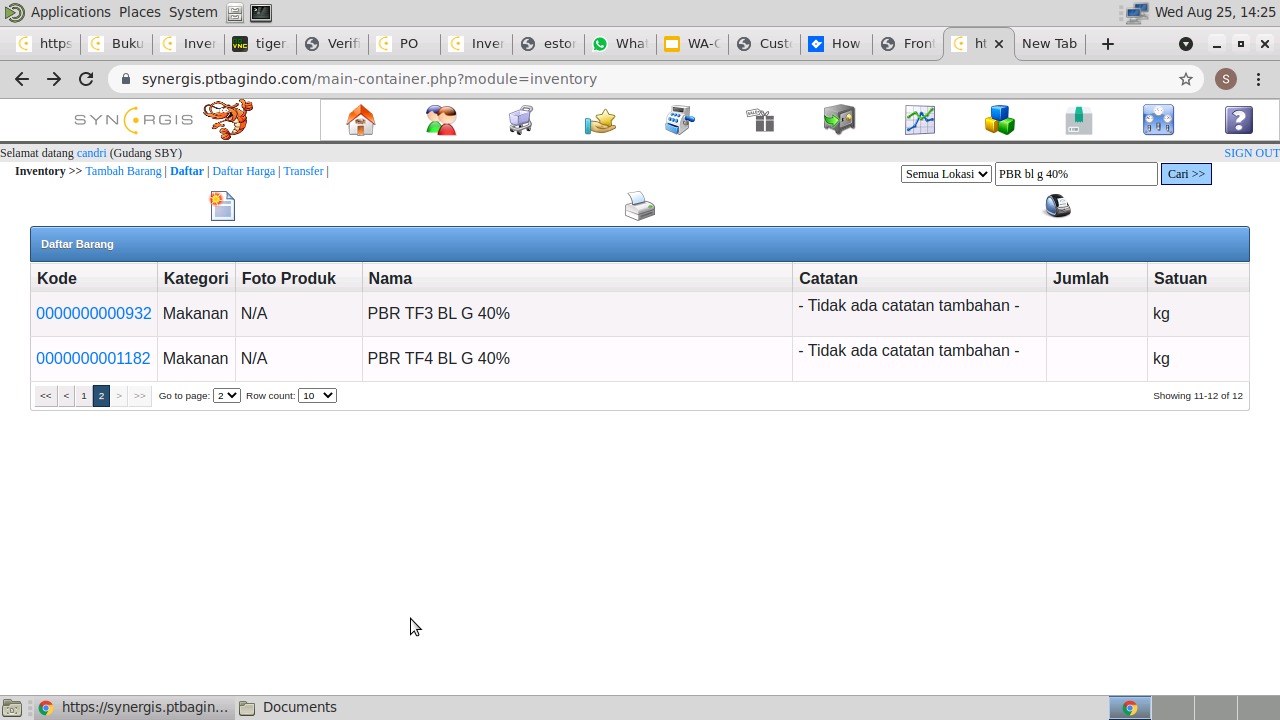 Applications Places System Wed Aug 25, 14:25
https Buku Inver tiger Verifi PO Inver estor What WA-C Custo How Front ht New Tab
synergis.ptbagindo.com/main-container.php?module=inventory S
SYNERGIS
Selamat datang candri (Gudang SBY) SIGN OUT
Inventory >> Tambah Barang | Daftar | Daftar Harga | Transfer | Semua Lokasi PBR bl g 40% Cari >>
Daftar Barang
Kode Kategori Foto Produk Nama Catatan Jumlah Satuan
0000000000932 Makanan N/A PBR TF3 BL G 40% - Tidak ada catatan tambahan - kg
0000000001182 Makanan N/A PBR TF4 BL G 40% - Tidak ada catatan tambahan - kg
<< < 1 2 > >> Go to page: 2 Row count: 10 Showing 11-12 of 12
https://synergis.ptbagin... Documents